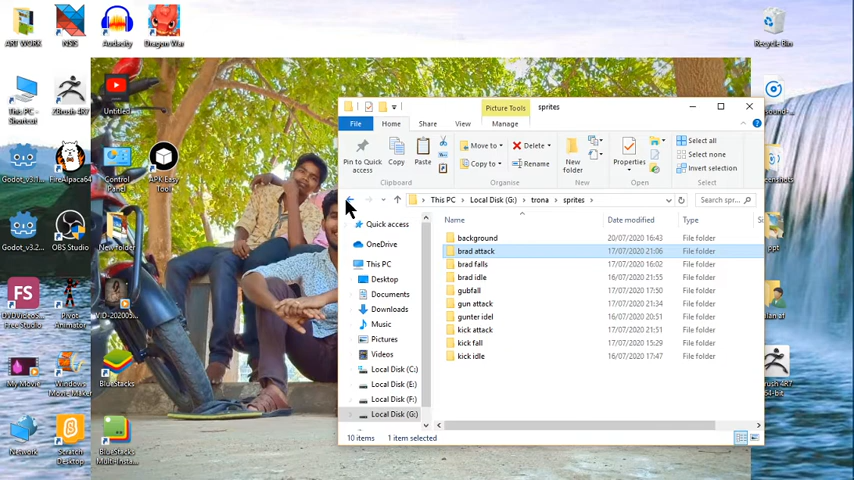 ART WORK
NSIS
Audacity
Dragon War
Recycle Bin
This PC -
Shortcut
ZBrush 4R7
Untitled
Godot_v3.1...
FireAlpaca64
Control
Panel
APK Easy
Tool
Godot_v3.2...
OBS Studio
New folder
DVDVideoS...
Free Studio
Pivot
Animator
VID-202005...
My Movie
Windows
Movie Maker
BlueStacks
Network
Scratch
Desktop
BlueStacks
Multi-Insta...
Picture Tools
sprites
File
Home
Share
View
Manage
Pin to Quick
access
Copy
Paste
Clipboard
Move to
Copy to
Delete
Rename
Organise
New
folder
New
Properties
Open
Select all
Select none
Invert selection
Select
This PC
Local Disk (G:)
trona
sprites
Search spr...
Quick access
OneDrive
This PC
Desktop
Documents
Downloads
Music
Pictures
Videos
Local Disk (C:)
Local Disk (E:)
Local Disk (F:)
Local Disk (G:)
Name Date modified Type
background 20/07/2020 16:43 File folder
brad attack 17/07/2020 21:06 File folder
brad falls 17/07/2020 16:02 File folder
brad idle 16/07/2020 21:55 File folder
gubfall 17/07/2020 17:50 File folder
gun attack 17/07/2020 21:34 File folder
gunter idel 16/07/2020 20:51 File folder
kick attack 17/07/2020 21:51 File folder
kick fall 17/07/2020 15:29 File folder
kick idle 16/07/2020 17:47 File folder
10 items
1 item selected